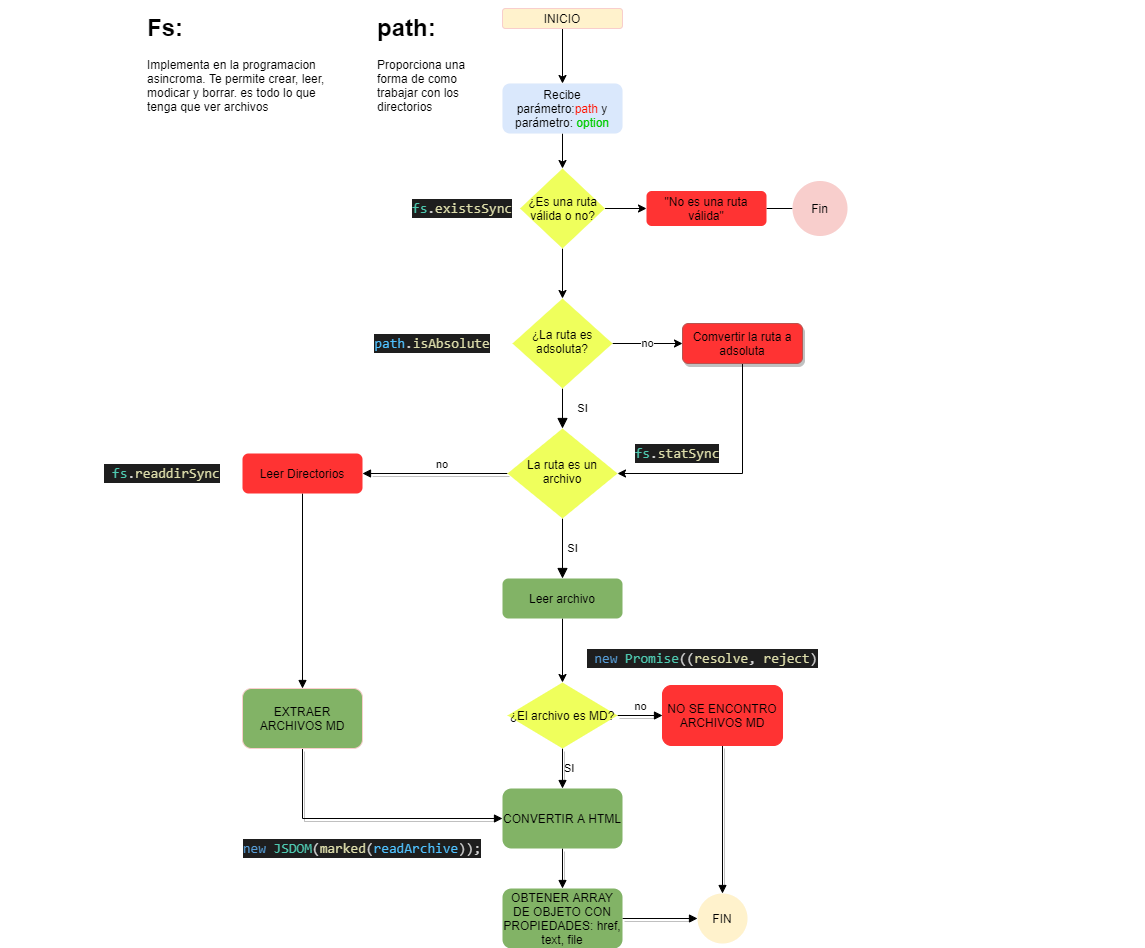 Fs:
Implementa en la programacion
asincroma. Te permite crear, leer,
modicar y borrar. es todo lo que
tenga que ver archivos
path:
Proporciona una
forma de como
trabajar con los
directorios
INICIO
Recibe
parámetro:path y
parámetro: option
fs.existsSync
¿Es una ruta
válida o no?
"No es una ruta
válida"
Fin
path.isAbsolute
¿La ruta es
adsoluta?
no
Comvertir la ruta a
adsoluta
SI
fs.statSync
fs.readdirSync
Leer Directorios
no
La ruta es un
archivo
SI
Leer archivo
new Promise((resolve, reject)
EXTRAER
ARCHIVOS MD
¿El archivo es MD?
no
NO SE ENCONTRO
ARCHIVOS MD
SI
CONVERTIR A HTML
new JSDOM(marked(readArchive));
OBTENER ARRAY
DE OBJETO CON
PROPIEDADES: href,
text, file
FIN